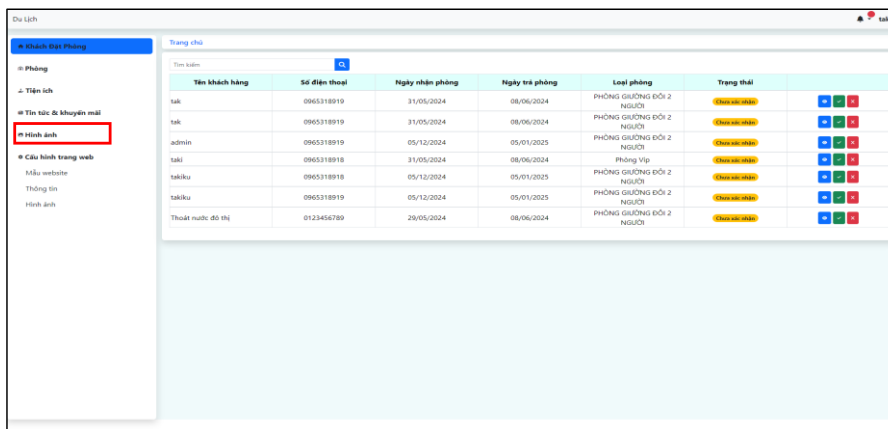 Du Lịch
tak
Khách Đặt Phòng
Phòng
Tiện ích
Tin tức & khuyến mãi
Hình ảnh
Cấu hình trang web
Mẫu website
Thông tin
Hình ảnh
Trang chủ
Tìm kiếm
Tên khách hàng Số điện thoại Ngày nhận phòng Ngày trả phòng Loại phòng Trạng thái
tak 0965318919 31/05/2024 08/06/2024 PHÒNG GIƯỜNG ĐÔI 2 NGƯỜI Chưa xác nhận
tak 0965318919 31/05/2024 08/06/2024 PHÒNG GIƯỜNG ĐÔI 2 NGƯỜI Chưa xác nhận
admin 0965318919 05/12/2024 05/01/2025 PHÒNG GIƯỜNG ĐÔI 2 NGƯỜI Chưa xác nhận
taki 0965318918 31/05/2024 08/06/2024 Phòng Vip Chưa xác nhận
takiku 0965318918 05/12/2024 05/01/2025 PHÒNG GIƯỜNG ĐÔI 2 NGƯỜI Chưa xác nhận
takiku 0965318919 05/12/2024 05/01/2025 PHÒNG GIƯỜNG ĐÔI 2 NGƯỜI Chưa xác nhận
Thoát nước đô thị 0123456789 29/05/2024 08/06/2024 PHÒNG GIƯỜNG ĐÔI 2 NGƯỜI Chưa xác nhận